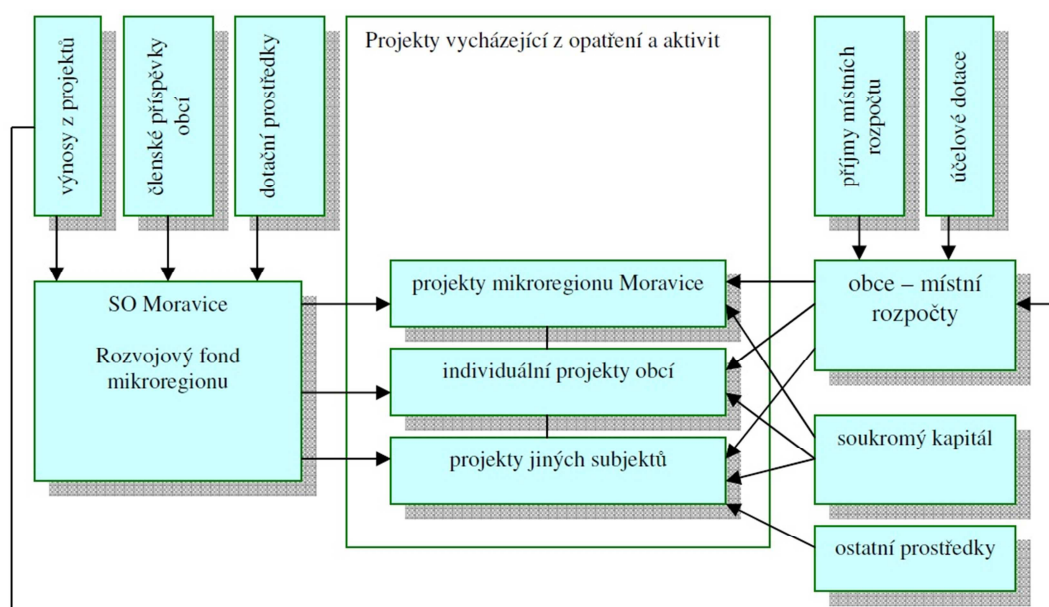 výnosy z projektů
členské příspěvky
obcí
dotační prostředky
Projekty vycházející z opatření a aktivit
příjmy místních
rozpočtu
účelové dotace
SO Moravice
Rozvojový fond
mikroregionu
projekty mikroregionu Moravice
individuální projekty obcí
projekty jiných subjektů
obce – místní
rozpočty
soukromý kapitál
ostatní prostředky